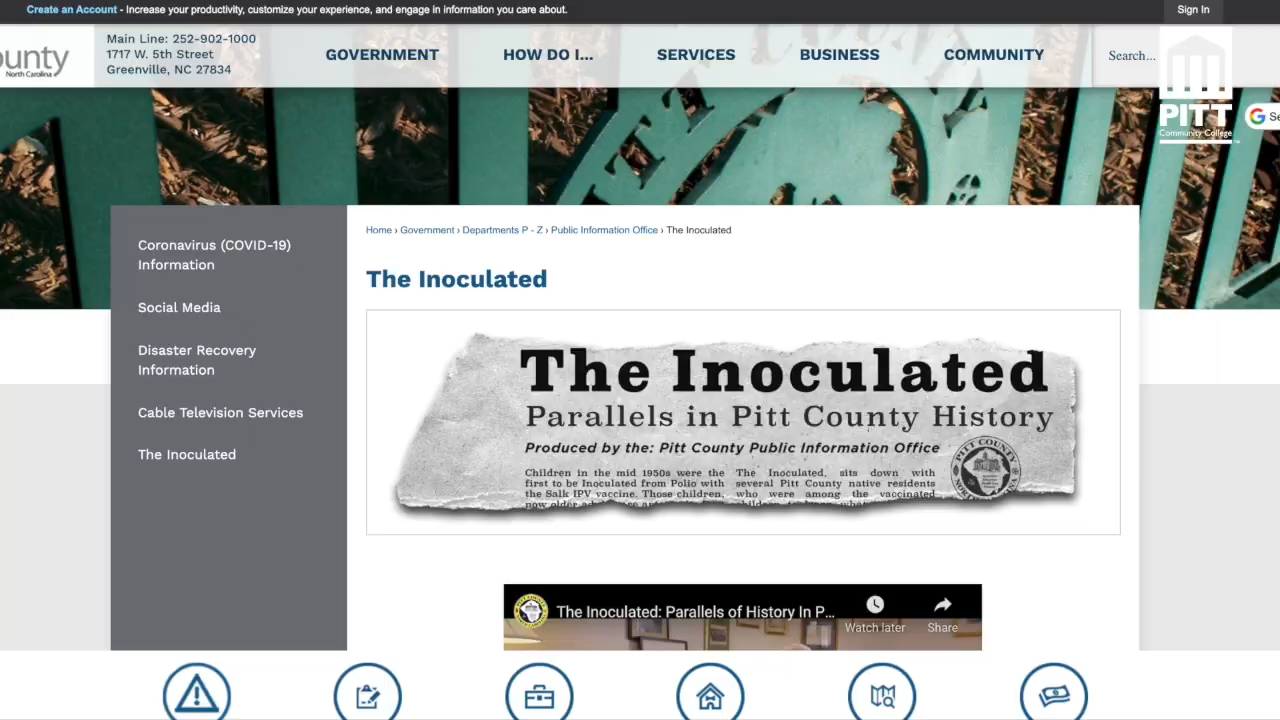 Create an Account - Increase your productivity, customize your experience, and engage in information you care about.
Sign In
ounty
North Carolina
Main Line: 252-902-1000
1717 W. 5th Street
Greenville, NC 27834
GOVERNMENT
HOW DO I...
SERVICES
BUSINESS
COMMUNITY
Search...
PITT
Community College
Se
Coronavirus (COVID-19)
Information
Social Media
Disaster Recovery
Information
Cable Television Services
The Inoculated
Home › Government › Departments P - Z › Public Information Office › The Inoculated
The Inoculated
The Inoculated
Parallels in Pitt County History
Produced by the: Pitt County Public Information Office
Children in the mid 1950s were the
first to be Inoculated from Polio with
the Salk IPV vaccine. Those children,
now older
The Inoculated, sits down with
several Pitt County native residents
who were among the vaccinated
PITT COUNTY
The Inoculated: Parallels of History In P...
Watch later
Share